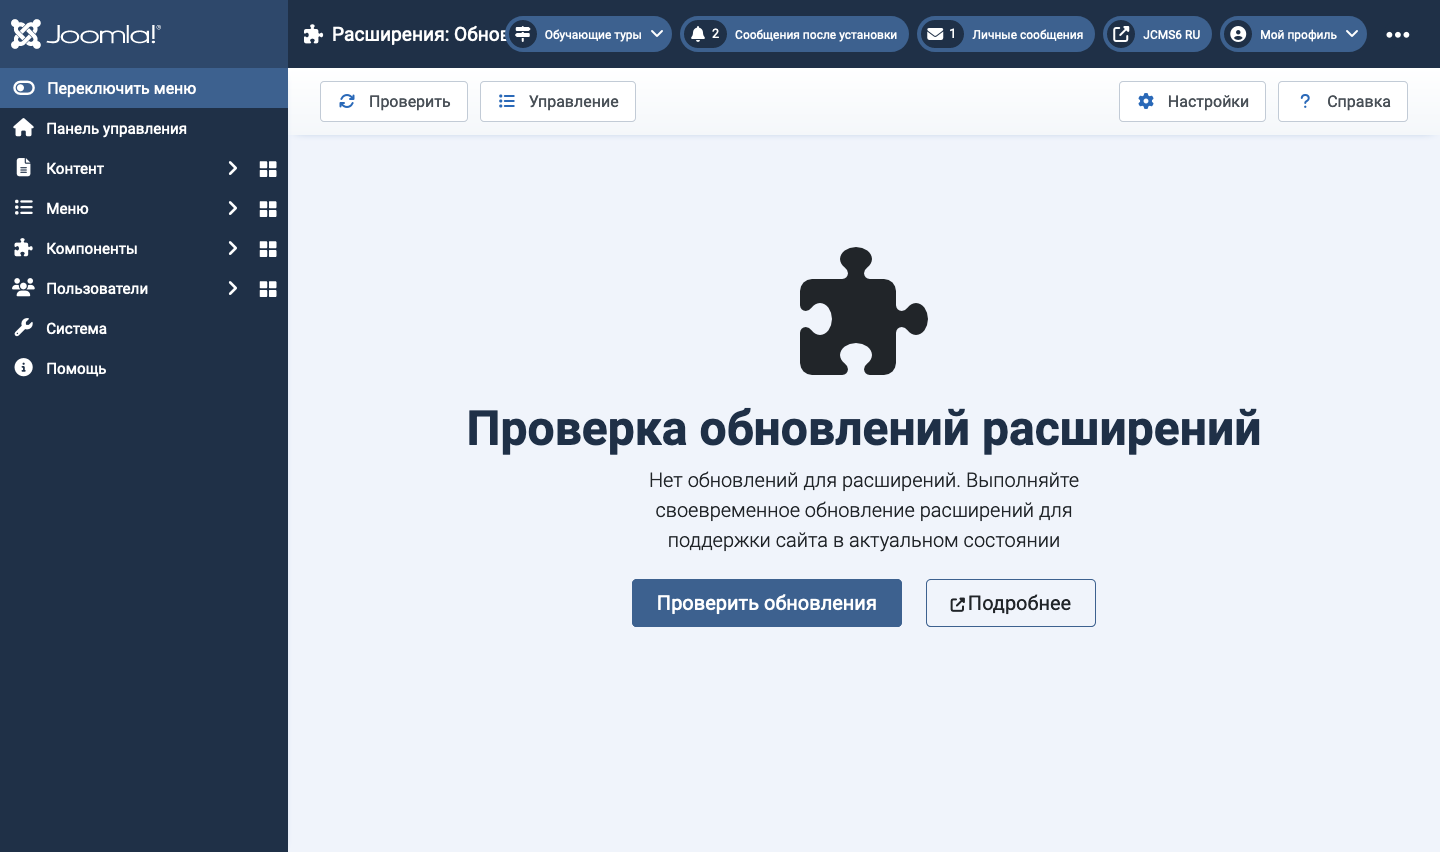 Joomla!
Расширения: Обнов
Обучающие туры
2 Сообщения после установки
1 Личные сообщения
JCMS6 RU
Мой профиль
Переключить меню
Панель управления
Контент
Меню
Компоненты
Пользователи
Система
Помощь
Проверить
Управление
Настройки
? Справка
Проверка обновлений расширений
Нет обновлений для расширений. Выполняйте
своевременное обновление расширений для
поддержки сайта в актуальном состоянии
Проверить обновления
Подробнее